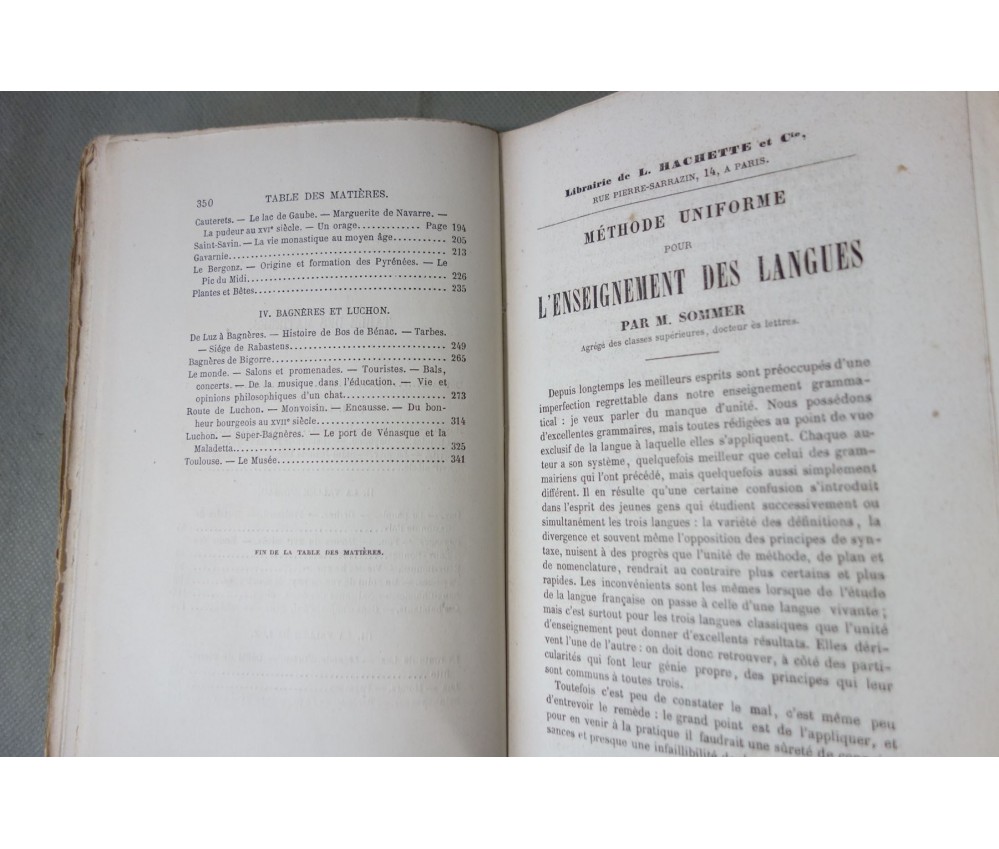 350 TABLE DES MATIÈRES.
Cauterets. — Le lac de Gaube. — Marguerite de Navarre. —
La pudeur au XVIe siècle. — Un orage............ Page 194
Saint-Savin. — La vie monastique au moyen âge........... 205
Gavarnie................ 213
Le Bergonz. — Origine et formation des Pyrénées. — Le
Pic du Midi................ 226
Plantes et Bêtes................ 235
IV. BAGNÈRES ET LUCHON.
De Luz à Bagnères. — Histoire de Bos de Bénac. — Tarbes.
— Siége de Rabastens................ 249
Bagnères de Bigorre................ 265
Le monde. — Salons et promenades. — Touristes. — Bals,
concerts. — De la musique dans l'éducation. — Vie et
opinions philosophiques d'un chat................ 273
Route de Luchon. — Monvoisin. — Encausse. — Du bon-
heur bourgeois au XVIIe siècle................ 314
Luchon. — Super-Bagnères. — Le port de Vénasque et la
Maladetta................ 325
Toulouse. — Le Musée................ 341
FIN DE LA TABLE DES MATIÈRES.
Librairie de L. HACHETTE et Cie,
RUE PIERRE-SARRAZIN, 14, A PARIS.
MÉTHODE UNIFORME
POUR
L'ENSEIGNEMENT DES LANGUES
PAR M. SOMMER
Agrégé des classes supérieures, docteur ès lettres.
Depuis longtemps les meilleurs esprits sont préoccupés d'une
imperfection regrettable dans notre enseignement gramma-
tical : je veux parler du manque d'unité. Nous possédons
d'excellentes grammaires, mais toutes rédigées au point de vue
exclusif de la langue à laquelle elles s'appliquent. Chaque au-
teur a son système, quelquefois meilleur que celui des gram-
mairiens qui l'ont précédé, mais quelquefois aussi simplement
différent. Il en résulte qu'une certaine confusion s'introduit
dans l'esprit des jeunes gens qui étudient successivement ou
simultanément les trois langues : la variété des définitions, la
divergence et souvent même l'opposition des principes de syn-
taxe, nuisent à des progrès que l'unité de méthode, de plan et
de nomenclature, rendrait au contraire plus certains et plus
rapides. Les inconvénients sont les mêmes lorsque de l'étude
de la langue française on passe à celle d'une langue vivante ;
mais c'est surtout pour les trois langues classiques que l'unité
d'enseignement peut donner d'excellents résultats. Elles déri-
vent l'une de l'autre : on doit donc retrouver, à côté des parti-
cularités qui font leur génie propre, des principes qui leur
sont communs à toutes trois.
Toutefois c'est peu de constater le mal, c'est même peu
d'entrevoir le remède : le grand point est de l'appliquer, et
pour en venir à la pratique il faudrait une sûreté de
sances et presque une infaillibilité